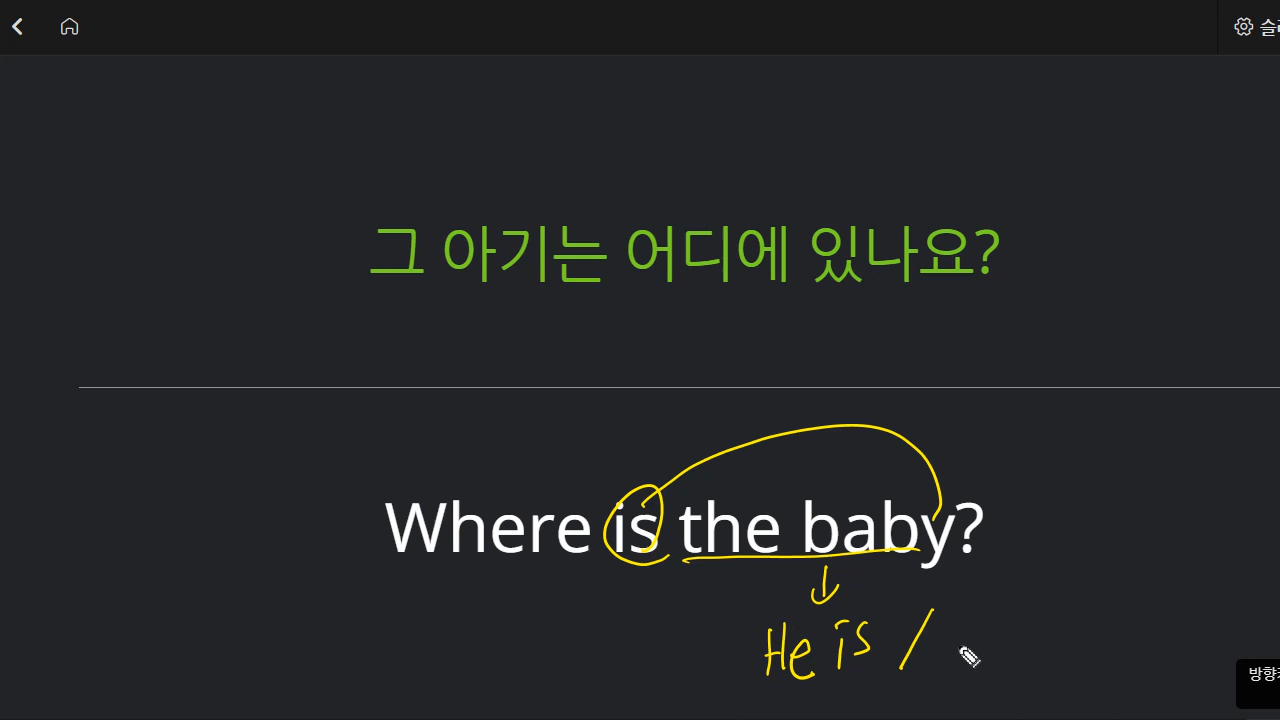 그 아기는 어디에 있나요?
Where is the baby?
He is /